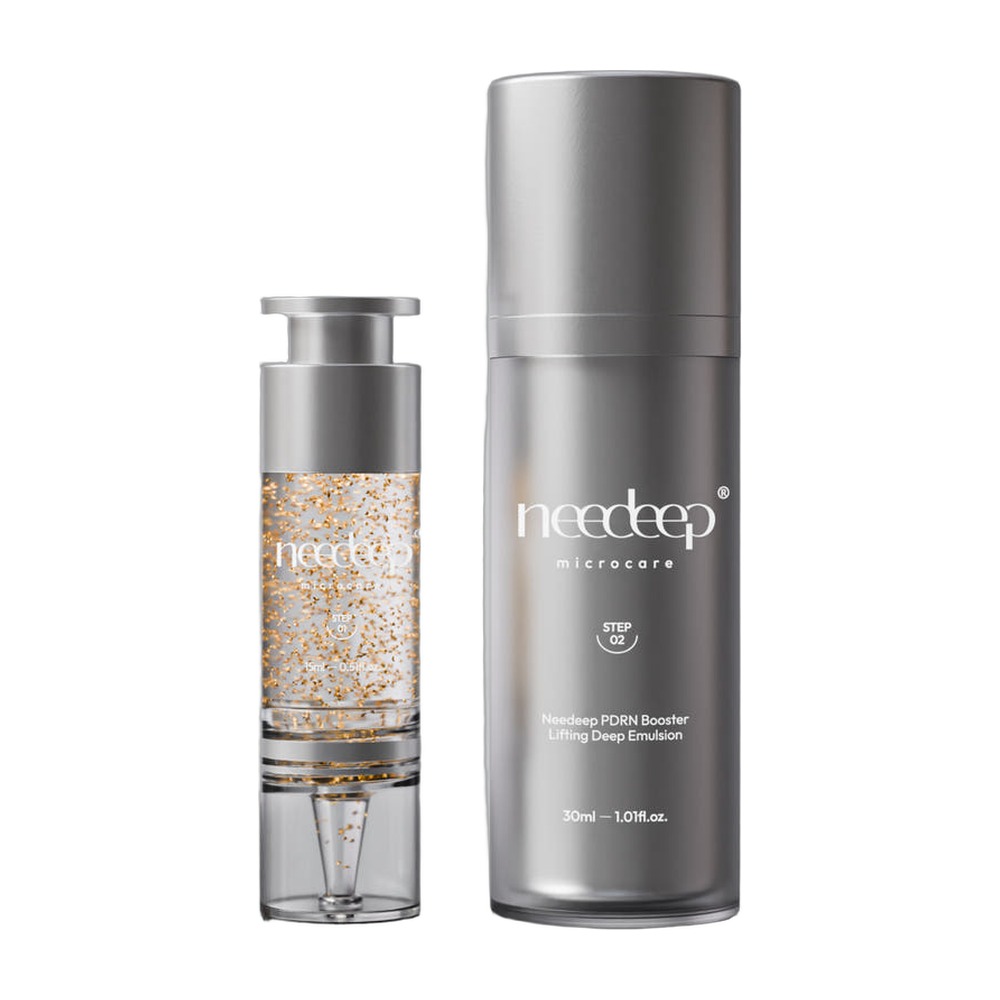 needeep®
microcare
STEP
01
15ml — 0.5fl.oz.
needeep®
microcare
STEP
02
Needeep PDRN Booster
Lifting Deep Emulsion
30ml — 1.01fl.oz.